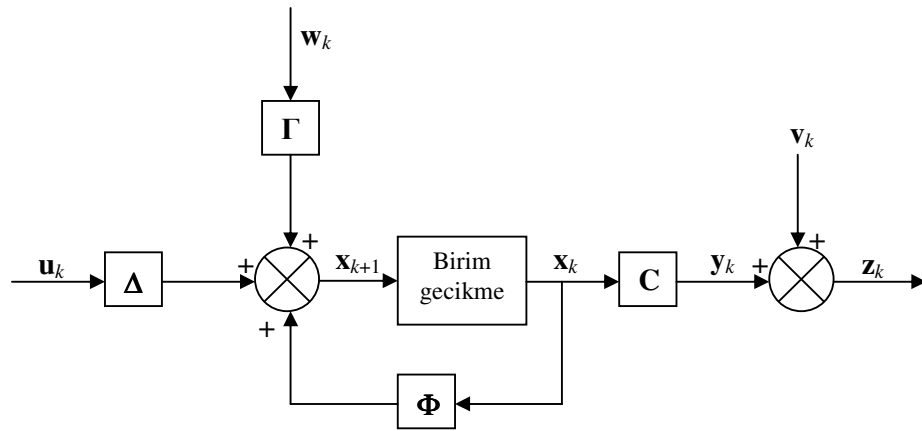 w_k
Γ
v_k
+
+
u_k
Δ
+
x_{k+1}
Birim
gecikme
x_k
C
y_k
+
z_k
+
Φ